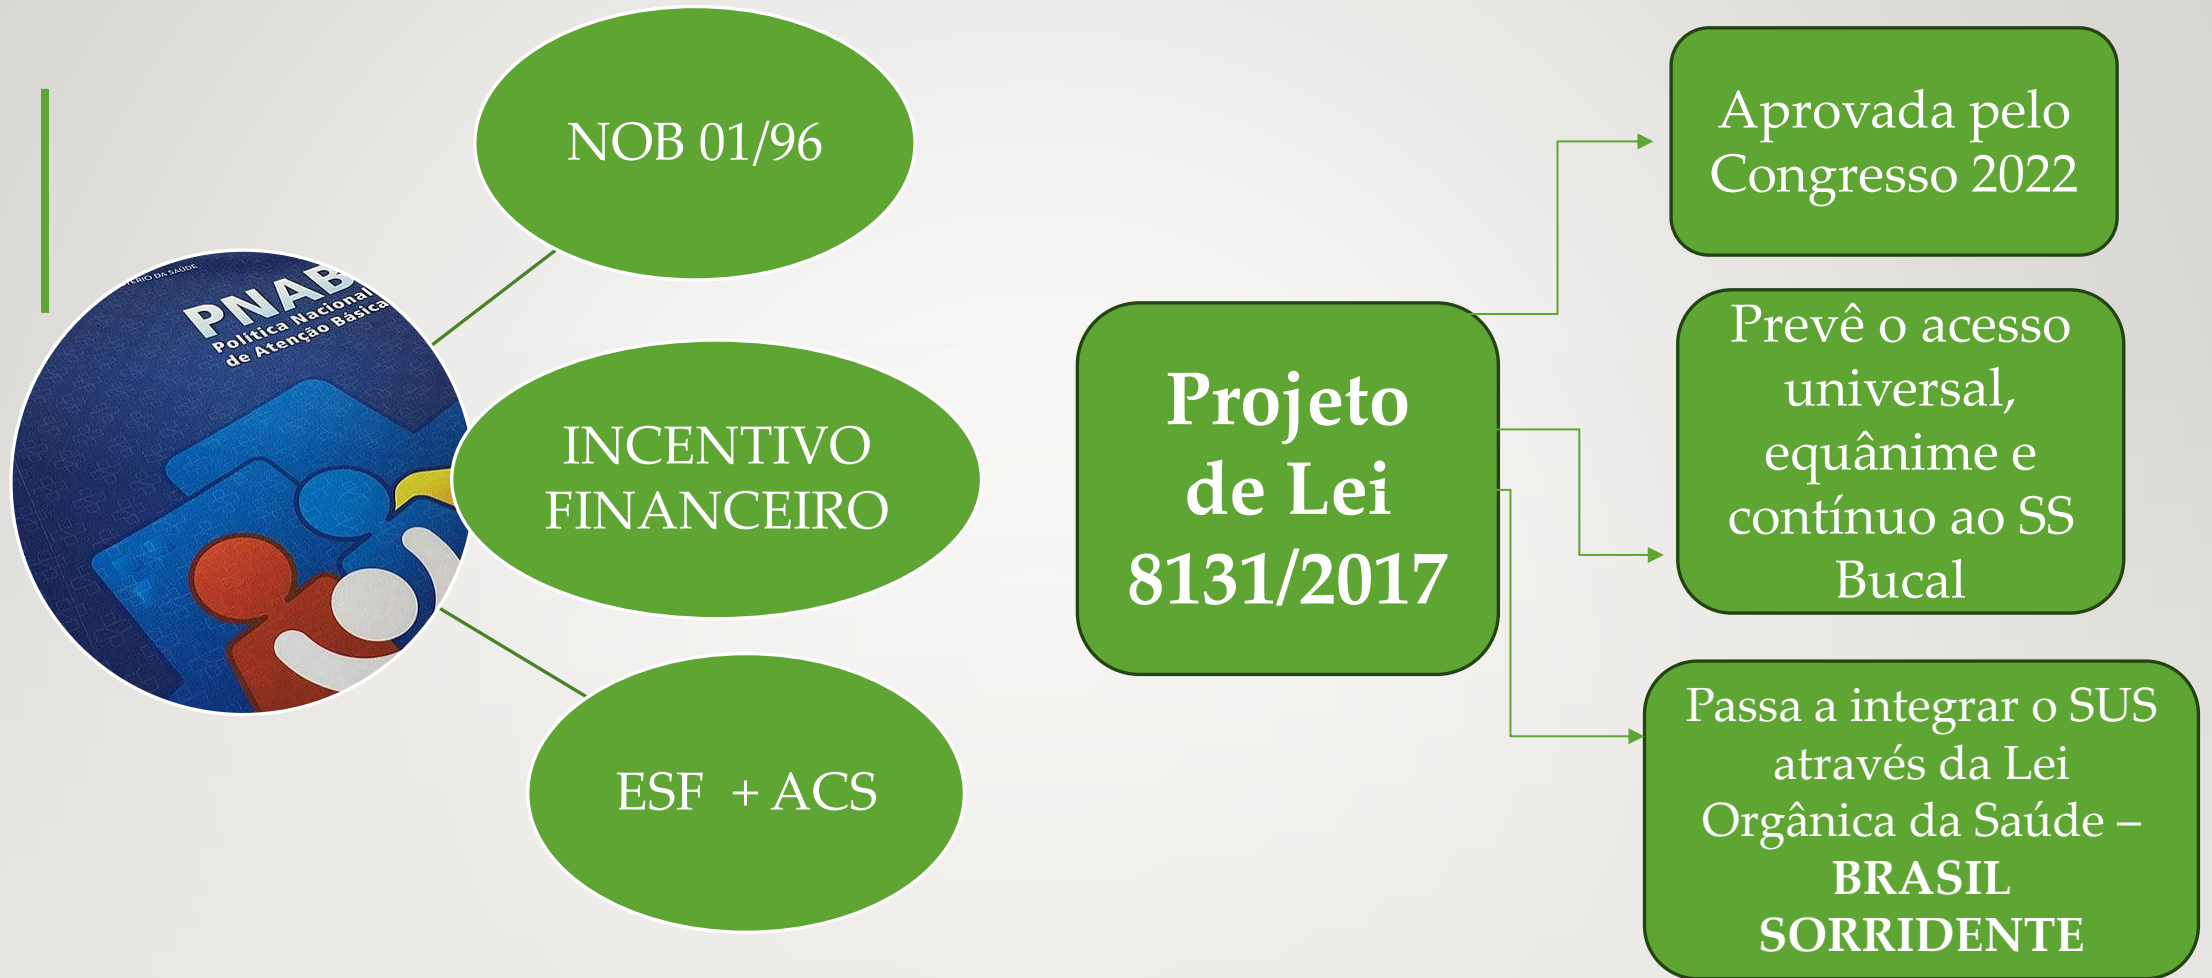 NOB 01/96
PNAB
Política Nacional
de Atenção Básica
INCENTIVO
FINANCEIRO
ESF + ACS
Projeto
de Lei
8131/2017
Aprovada pelo
Congresso 2022
Prevê o acesso
universal,
equânime e
contínuo ao SS
Bucal
Passa a integrar o SUS
através da Lei
Orgânica da Saúde –
BRASIL
SORRIDENTE